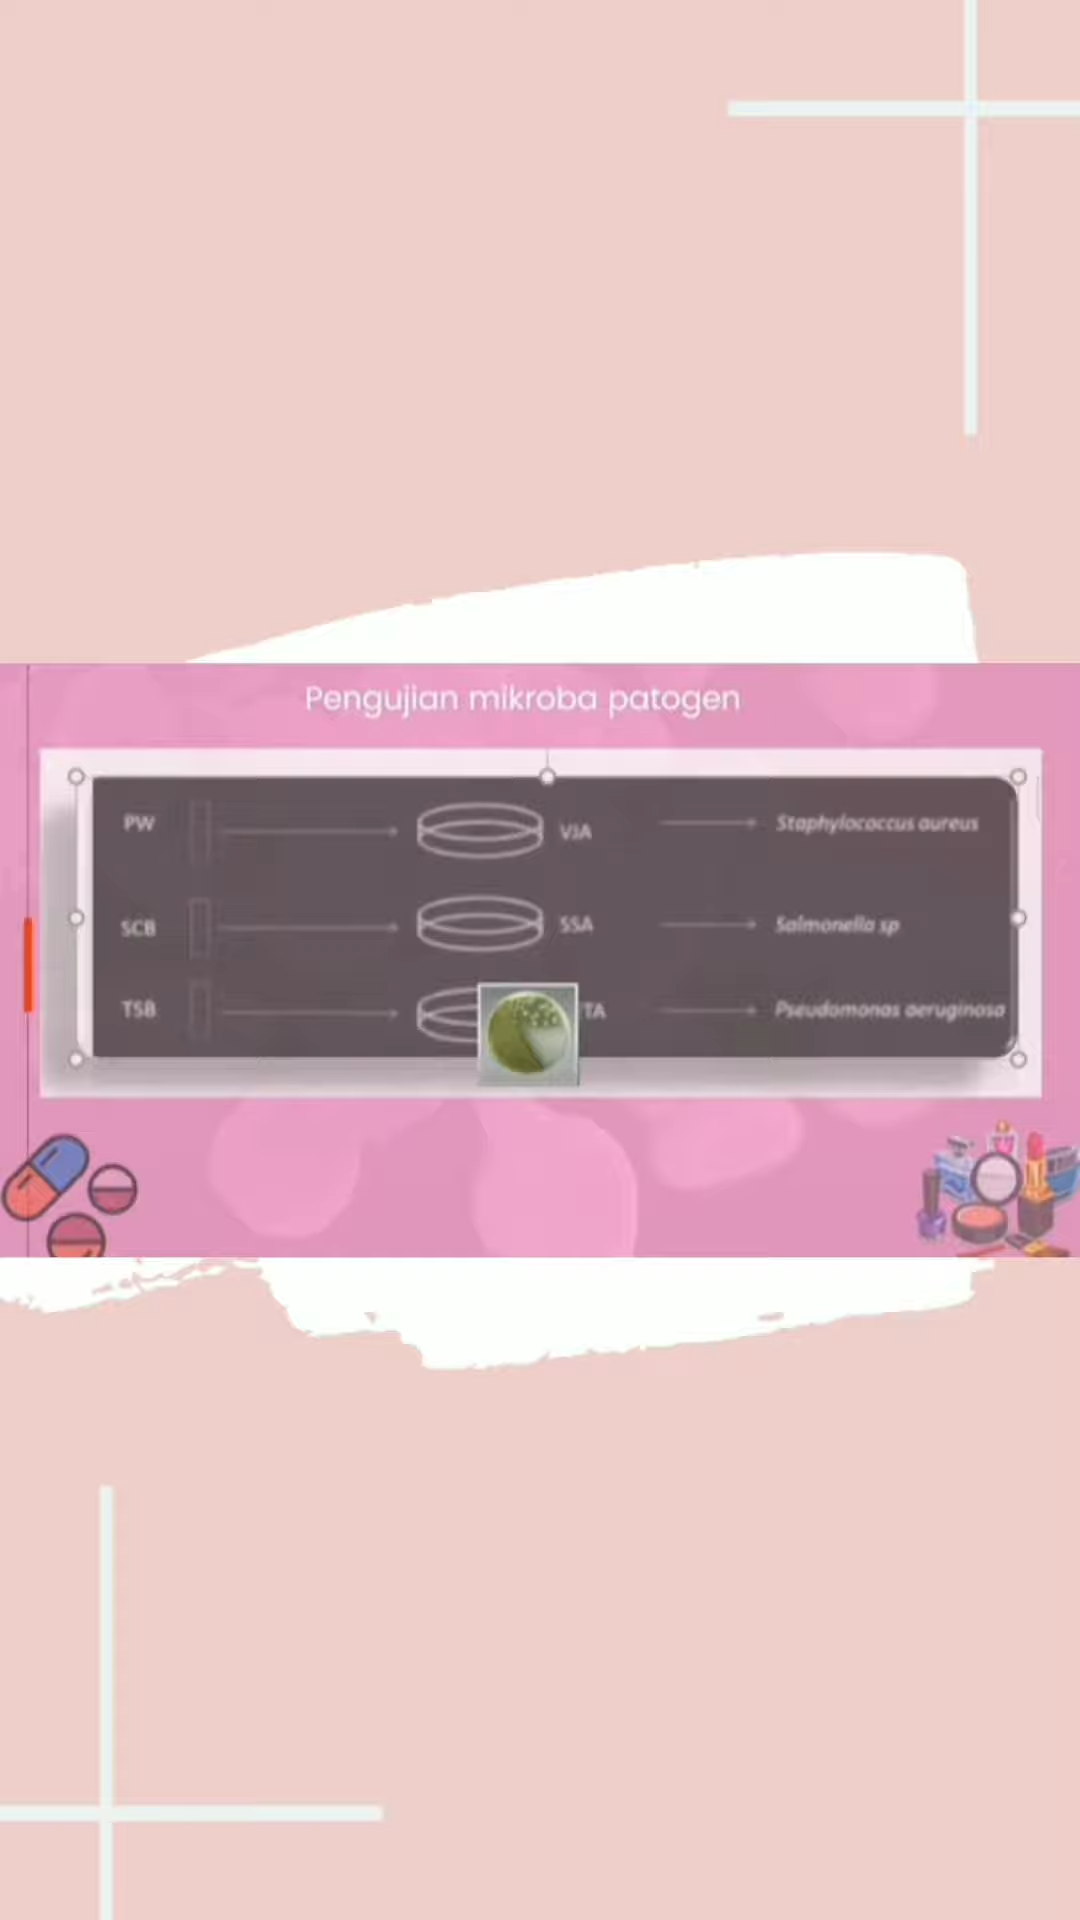 Pengujian mikroba patogen
PW VJA Staphylococcus aureus
SCB SSA Salmonella sp
TSB TA Pseudomonas aeruginosa